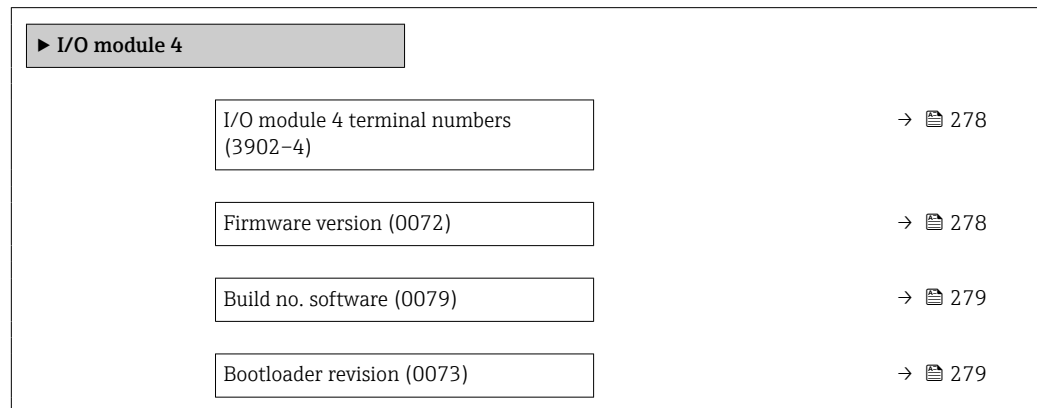 ▶ I/O module 4
I/O module 4 terminal numbers → 278
(3902–4)
Firmware version (0072) → 278
Build no. software (0079) → 279
Bootloader revision (0073) → 279